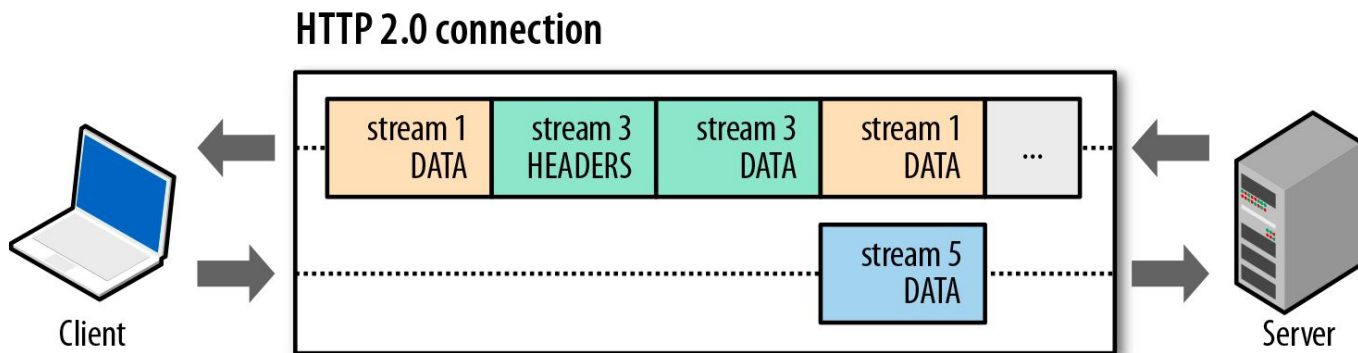 HTTP 2.0 connection
stream 1
DATA
stream 3
HEADERS
stream 3
DATA
stream 1
DATA
...
stream 5
DATA
Client
Server